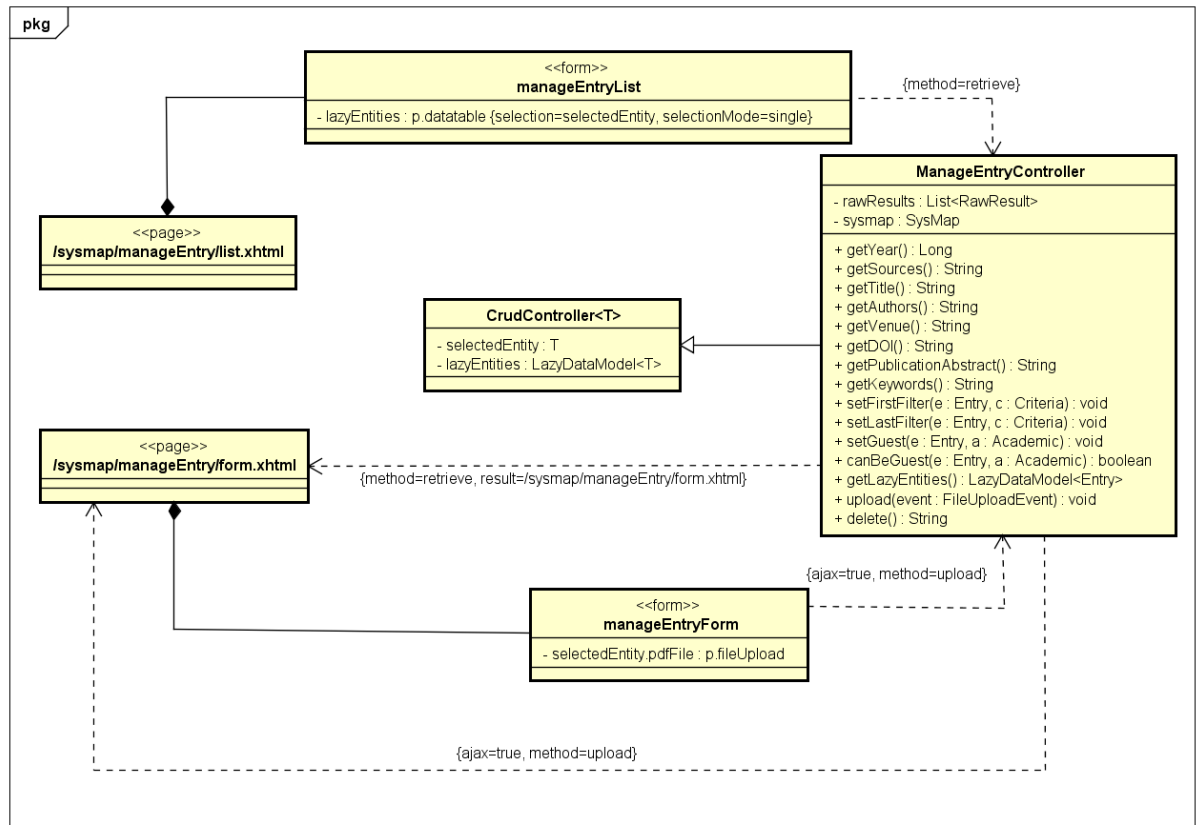 pkg
<<form>>
manageEntryList
- lazyEntities : p.datatable {selection=selectedEntity, selectionMode=single}
{method=retrieve}
<<page>>
/sysmap/manageEntry/list.xhtml
ManageEntryController
- rawResults : List<RawResult>
- sysmap : SysMap
+ getYear() : Long
+ getSources() : String
+ getTitle() : String
+ getAuthors() : String
+ getVenue() : String
+ getDOI() : String
+ getPublicationAbstract() : String
+ getKeywords() : String
+ setFirstFilter(e : Entry, c : Criteria) : void
+ setLastFilter(e : Entry, c : Criteria) : void
+ setGuest(e : Entry, a : Academic) : void
+ canBeGuest(e : Entry, a : Academic) : boolean
+ getLazyEntities() : LazyDataModel<Entry>
+ upload(event : FileUploadEvent) : void
+ delete() : String
CrudController<T>
- selectedEntity : T
- lazyEntities : LazyDataModel<T>
<<page>>
/sysmap/manageEntry/form.xhtml
{method=retrieve, result=/sysmap/manageEntry/form.xhtml}
{ajax=true, method=upload}
<<form>>
manageEntryForm
- selectedEntity.pdfFile : p.fileUpload
{ajax=true, method=upload}